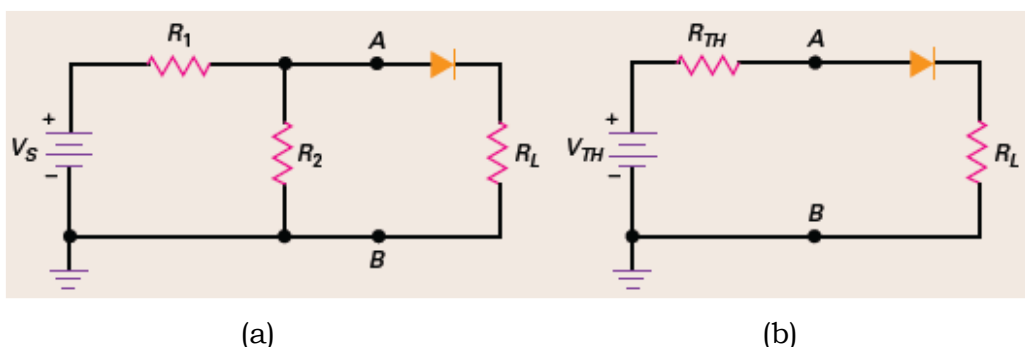 R1 A
+ VS − R2 RL
B
(a)
RTH A
+ VTH − RL
B
(b)